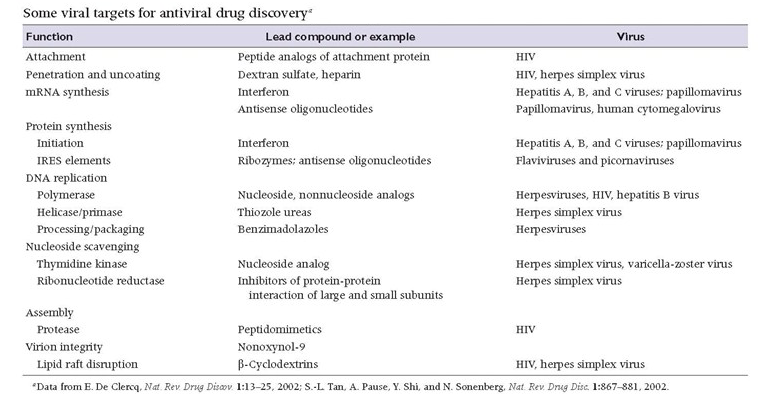 Some viral targets for antiviral drug discoveryᵃ
Function Lead compound or example Virus
Attachment Peptide analogs of attachment protein HIV
Penetration and uncoating Dextran sulfate, heparin HIV, herpes simplex virus
mRNA synthesis Interferon Hepatitis A, B, and C viruses; papillomavirus
Antisense oligonucleotides Papillomavirus, human cytomegalovirus
Protein synthesis
Initiation Interferon Hepatitis A, B, and C viruses; papillomavirus
IRES elements Ribozymes; antisense oligonucleotides Flaviviruses and picornaviruses
DNA replication
Polymerase Nucleoside, nonnucleoside analogs Herpesviruses, HIV, hepatitis B virus
Helicase/primase Thiozole ureas Herpes simplex virus
Processing/packaging Benzimadolazoles Herpesviruses
Nucleoside scavenging
Thymidine kinase Nucleoside analog Herpes simplex virus, varicella-zoster virus
Ribonucleotide reductase Inhibitors of protein-protein Herpes simplex virus
interaction of large and small subunits
Assembly
Protease Peptidomimetics HIV
Virion integrity Nonoxynol-9
Lipid raft disruption β-Cyclodextrins HIV, herpes simplex virus
ᵃData from E. De Clercq, Nat. Rev. Drug Discov. 1:13–25, 2002; S.-L. Tan, A. Pause, Y. Shi, and N. Sonenberg, Nat. Rev. Drug Disc. 1:867–881, 2002.